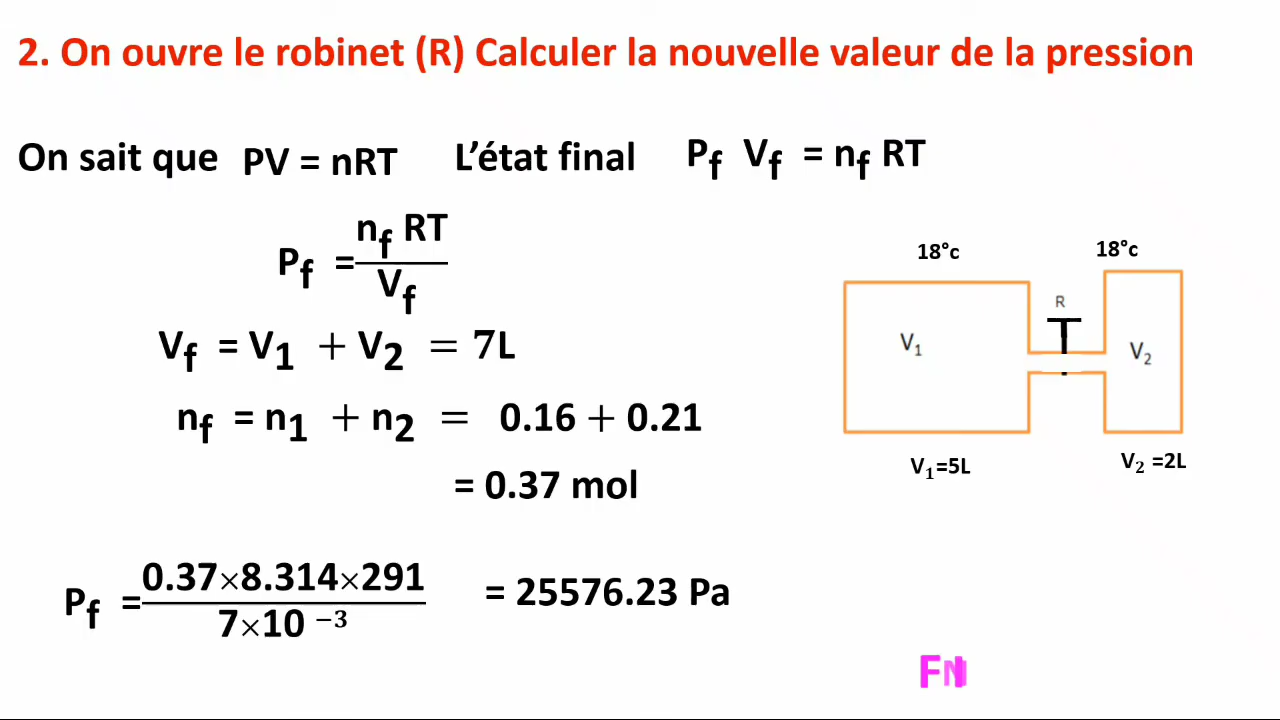 2. On ouvre le robinet (R) Calculer la nouvelle valeur de la pression
On sait que PV = nRT L’état final Pf Vf = nf RT
Pf = nf RT / Vf
18°c 18°c
R
V1 V2
Vf = V1 + V2 = 7L
nf = n1 + n2 = 0.16 + 0.21
V1=5L V2 =2L
= 0.37 mol
Pf = 0.37×8.314×291 / 7×10 −3 = 25576.23 Pa